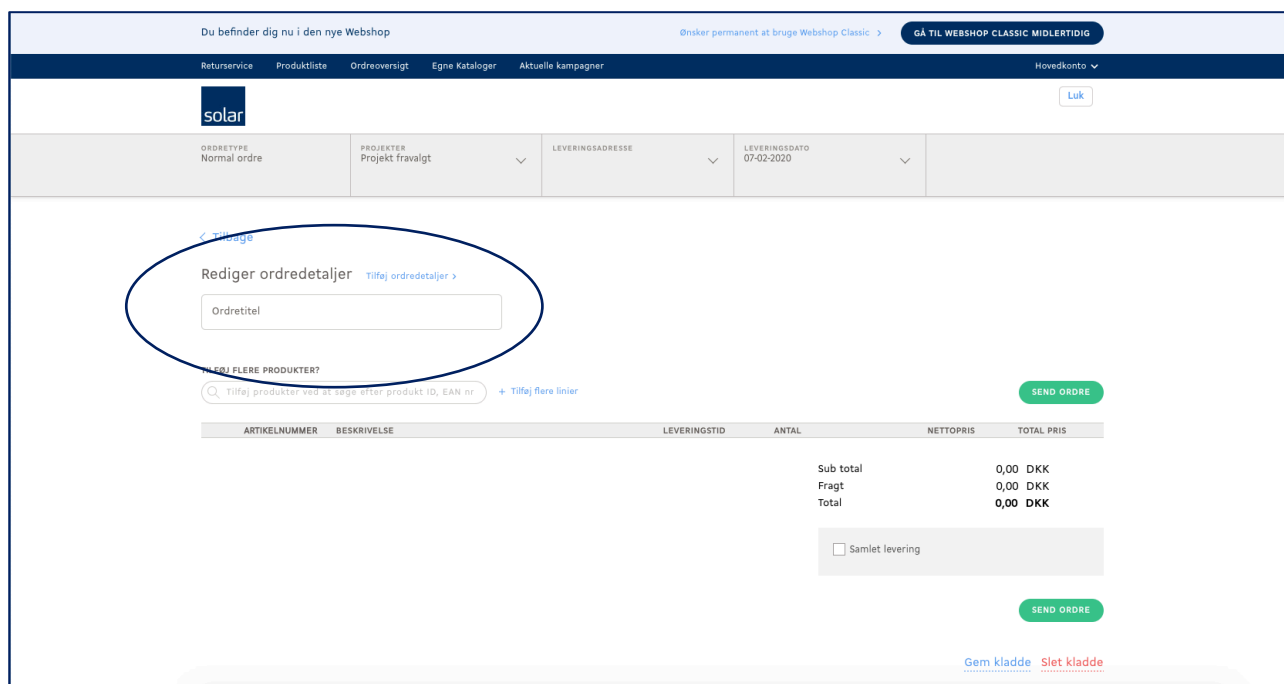 Du befinder dig nu i den nye Webshop
Ønsker permanent at bruge Webshop Classic >
GÅ TIL WEBSHOP CLASSIC MIDLERTIDIG
Returservice Produktliste Ordreoversigt Egne Kataloger Aktuelle kampagner Hovedkonto
solar
Luk
ORDRETYPE PROJEKTER LEVERINGSADRESSE LEVERINGSDATO
Normal ordre Projekt fravalgt 07-02-2020
< Tilbage
Rediger ordredetaljer Tilføj ordredetaljer >
Ordretitel
TILFØJ FLERE PRODUKTER?
Tilføj produkter ved at søge efter produkt ID, EAN nr + Tilføj flere linier SEND ORDRE
ARTIKELNUMMER BESKRIVELSE LEVERINGSTID ANTAL NETTOPRIS TOTAL PRIS
Sub total 0,00 DKK
Fragt 0,00 DKK
Total 0,00 DKK
Samlet levering
SEND ORDRE
Gem kladde Slet kladde